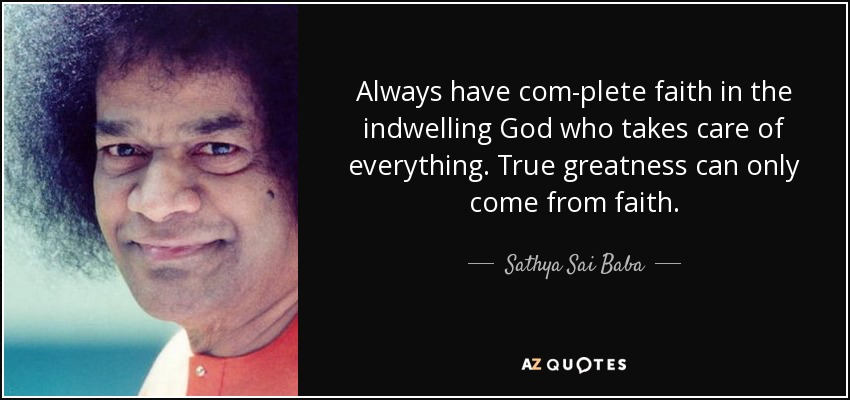 Always have com-plete faith in the
indwelling God who takes care of
everything. True greatness can only
come from faith.
Sathya Sai Baba
AZ QUOTES